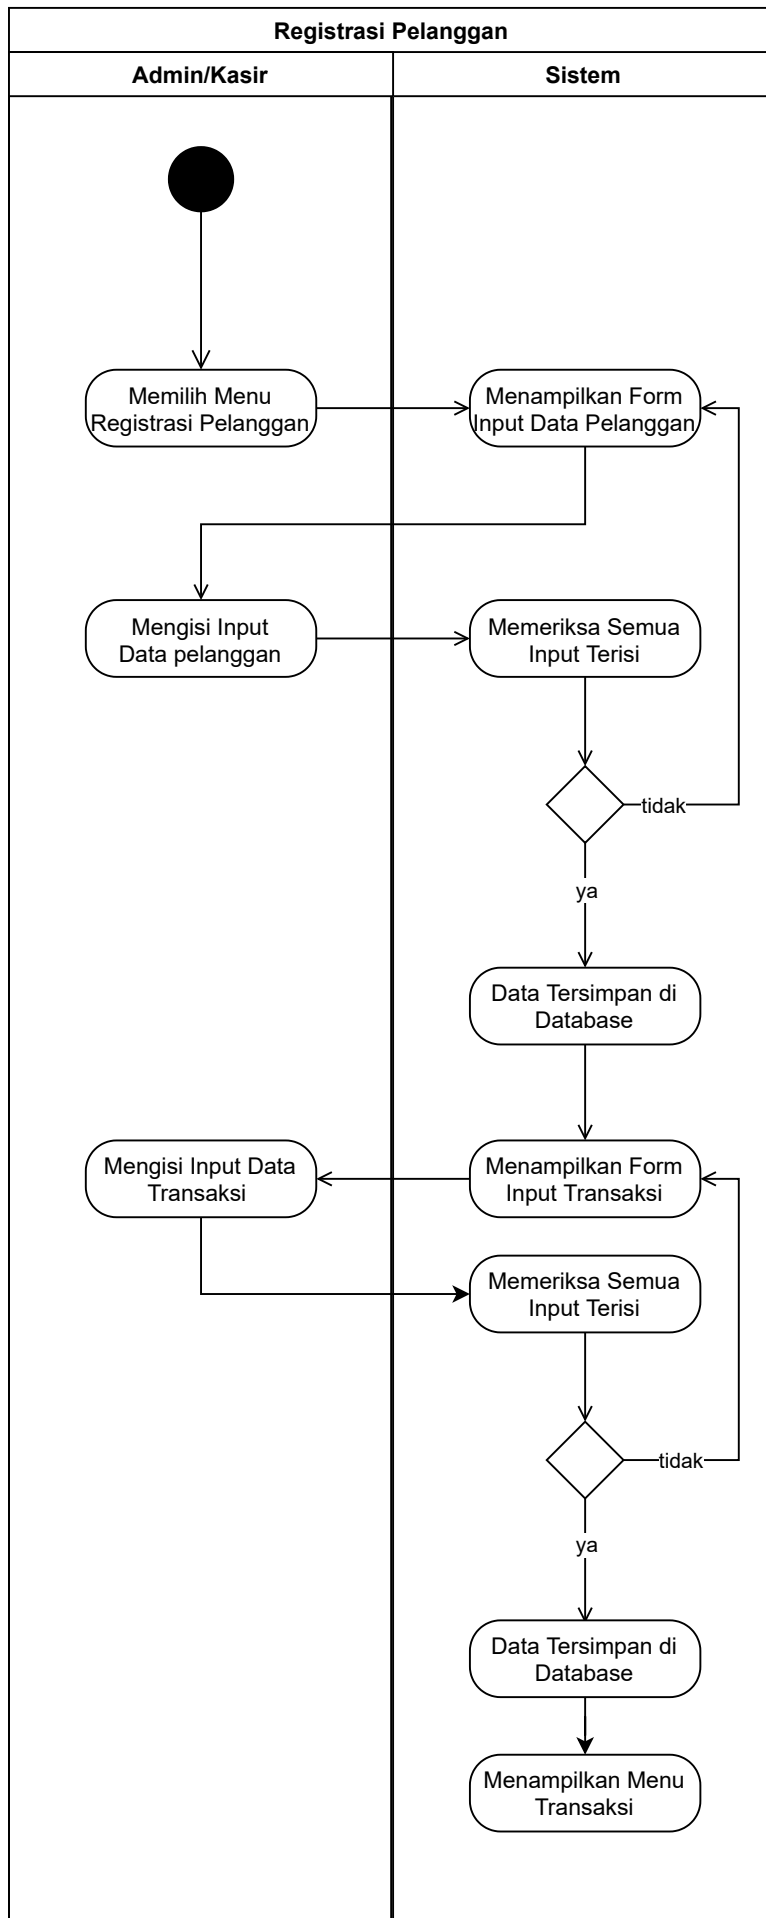 Registrasi Pelanggan
Admin/Kasir
Sistem
Memilih Menu
Registrasi Pelanggan
Menampilkan Form
Input Data Pelanggan
Mengisi Input
Data pelanggan
Memeriksa Semua
Input Terisi
tidak
ya
Data Tersimpan di
Database
Menampilkan Form
Input Transaksi
Mengisi Input Data
Transaksi
Memeriksa Semua
Input Terisi
tidak
ya
Data Tersimpan di
Database
Menampilkan Menu
Transaksi